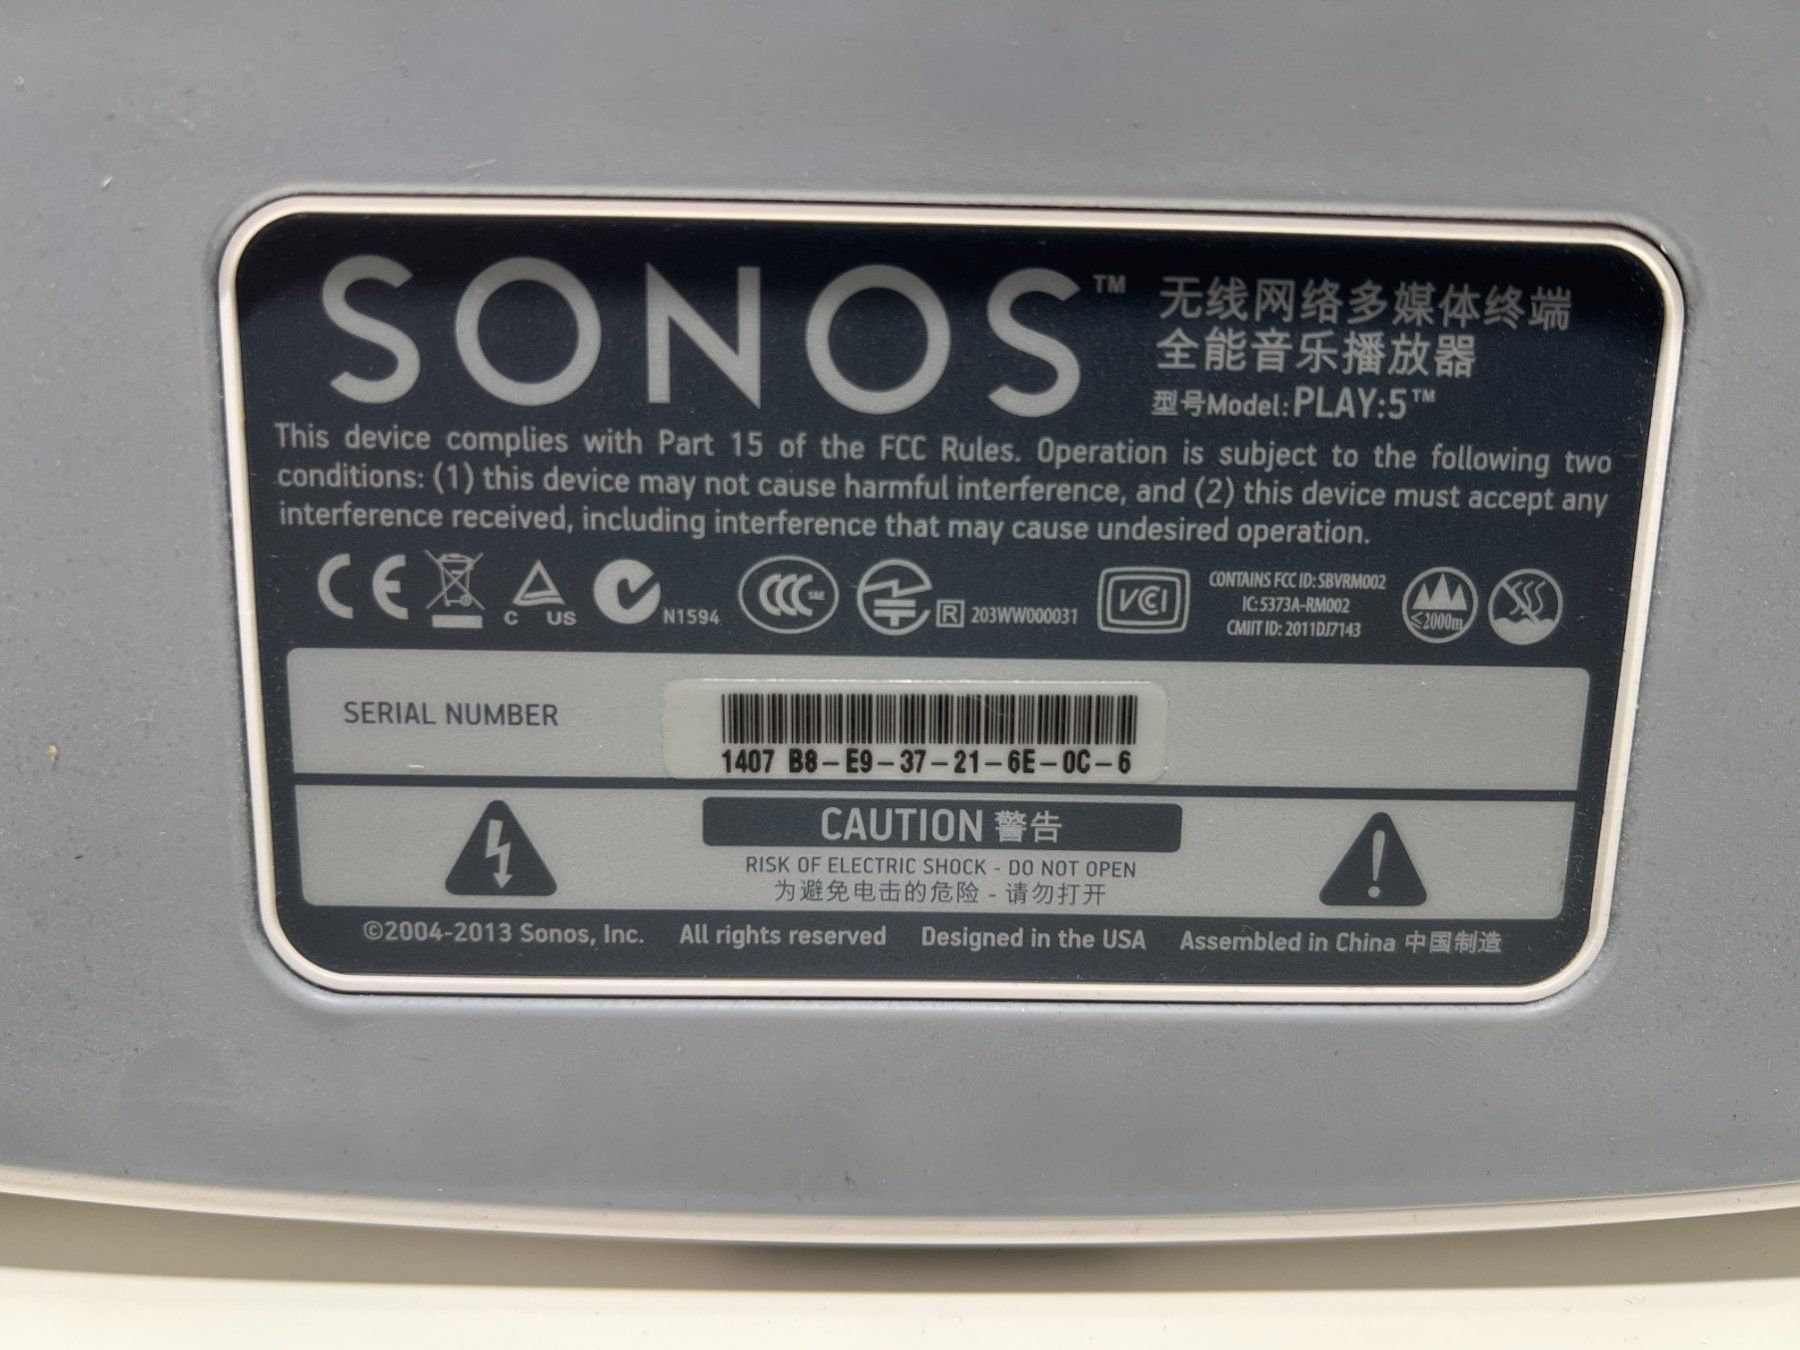 SONOS™
无线网络多媒体终端
全能音乐播放器
型号Model: PLAY:5™
This device complies with Part 15 of the FCC Rules. Operation is subject to the following two
conditions: (1) this device may not cause harmful interference, and (2) this device must accept any
interference received, including interference that may cause undesired operation.
CE C US N1594 CCC S&E R 203WW000031 VCI
CONTAINS FCC ID: SBVRM002
IC: 5373A-RM002
CMIIT ID: 2011DJ7143
≤2000m
SERIAL NUMBER
1407 B8-E9-37-21-6E-0C-6
CAUTION 警告
RISK OF ELECTRIC SHOCK - DO NOT OPEN
为避免电击的危险 - 请勿打开
©2004-2013 Sonos, Inc. All rights reserved Designed in the USA Assembled in China 中国制造